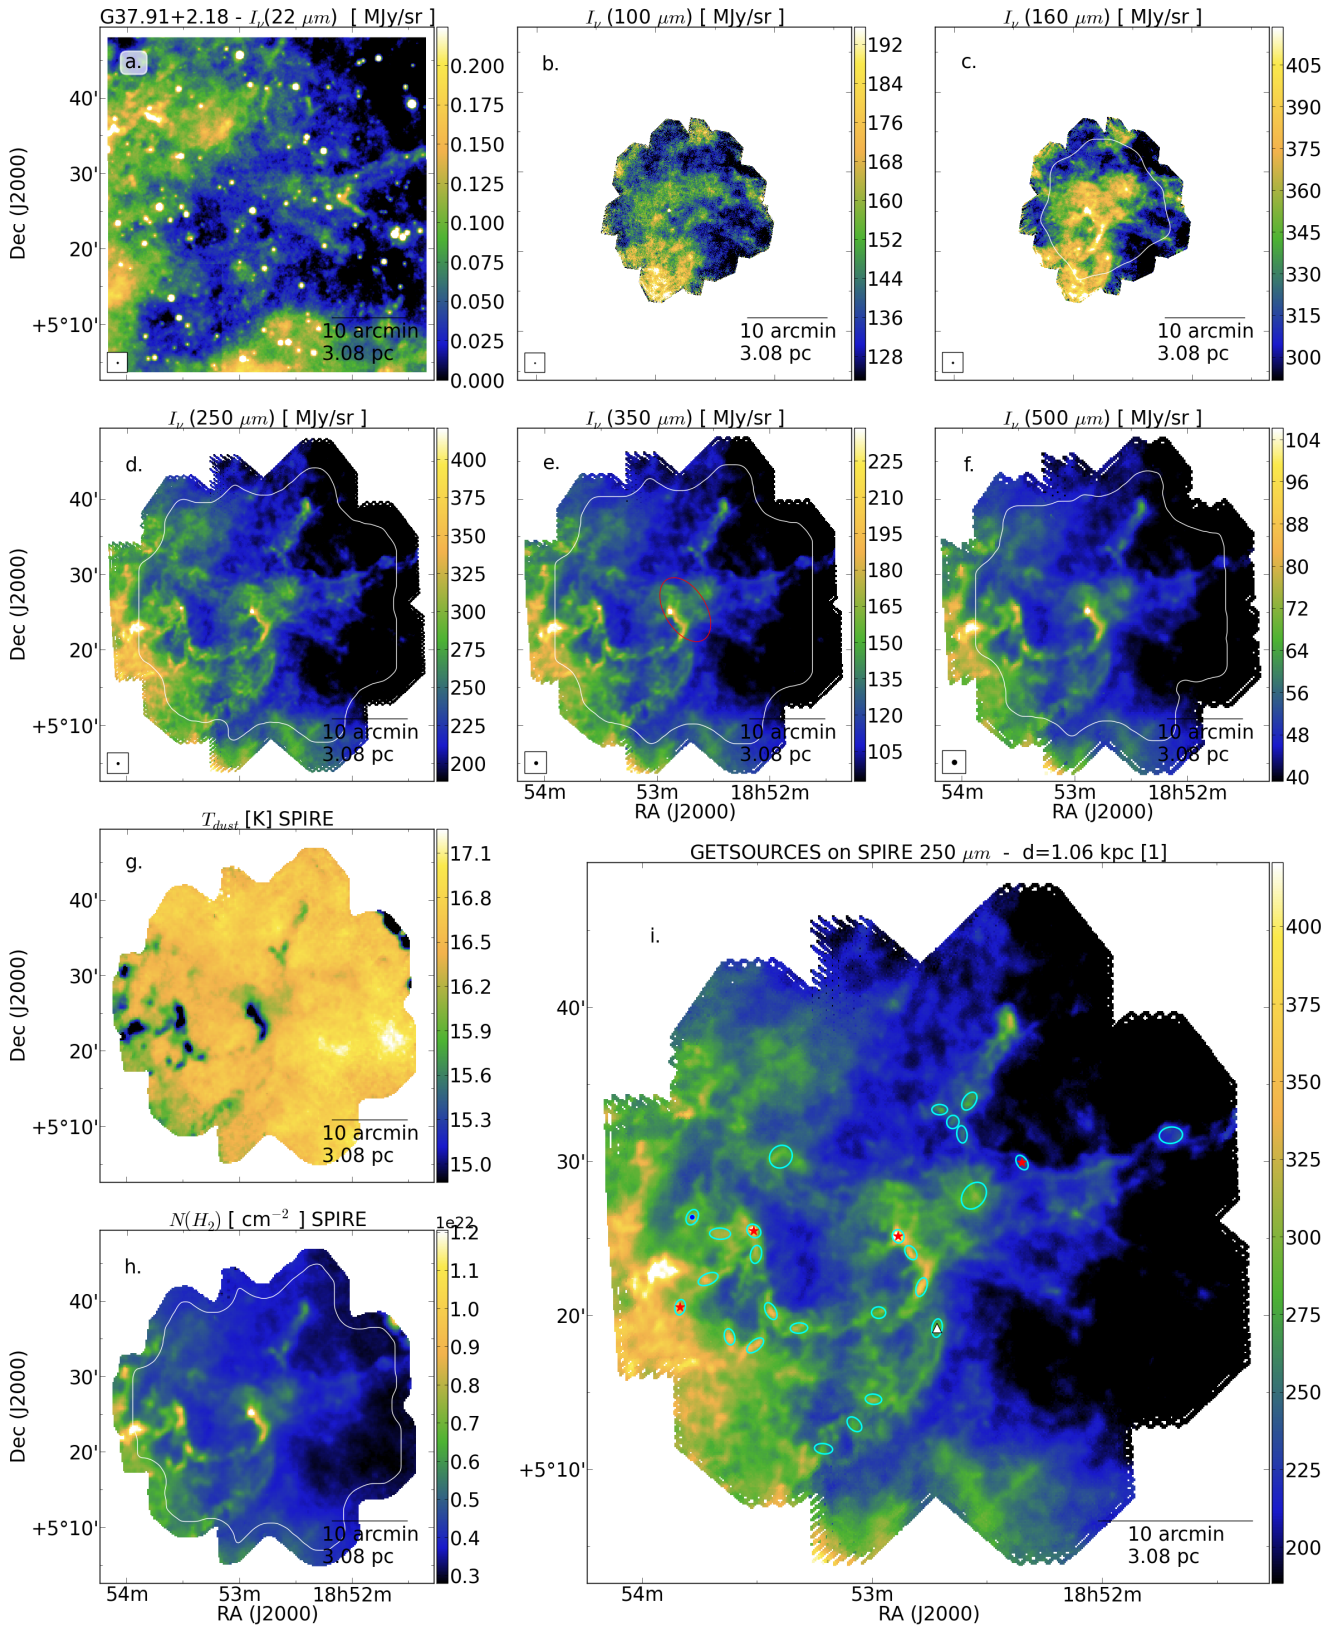 G37.91+2.18 - Iν(22 μm) [ MJy/sr ]
Iν (100 μm) [ MJy/sr ]
Iν (160 μm) [ MJy/sr ]
a.
b.
c.
Dec (J2000)
40'
30'
20'
+5°10'
10 arcmin
3.08 pc
0.200
0.175
0.150
0.125
0.100
0.075
0.050
0.025
0.000
10 arcmin
3.08 pc
192
184
176
168
160
152
144
136
128
10 arcmin
3.08 pc
405
390
375
360
345
330
315
300
Iν (250 μm) [ MJy/sr ]
Iν (350 μm) [ MJy/sr ]
Iν (500 μm) [ MJy/sr ]
d.
e.
f.
Dec (J2000)
40'
30'
20'
+5°10'
10 arcmin
3.08 pc
400
375
350
325
300
275
250
225
200
10 arcmin
3.08 pc
225
210
195
180
165
150
135
120
105
10 arcmin
3.08 pc
104
96
88
80
72
64
56
48
40
54m 53m 18h52m
RA (J2000)
54m 53m 18h52m
RA (J2000)
Tdust [K] SPIRE
g.
Dec (J2000)
40'
30'
20'
+5°10'
10 arcmin
3.08 pc
17.1
16.8
16.5
16.2
15.9
15.6
15.3
15.0
N(H2) [ cm−2 ] SPIRE
1e22
h.
Dec (J2000)
40'
30'
20'
+5°10'
10 arcmin
3.08 pc
1.2
1.1
1.0
0.9
0.8
0.7
0.6
0.5
0.4
0.3
54m 53m 18h52m
RA (J2000)
GETSOURCES on SPIRE 250 μm - d=1.06 kpc [1]
i.
40'
30'
20'
+5°10'
10 arcmin
3.08 pc
400
375
350
325
300
275
250
225
200
54m 53m 18h52m
RA (J2000)